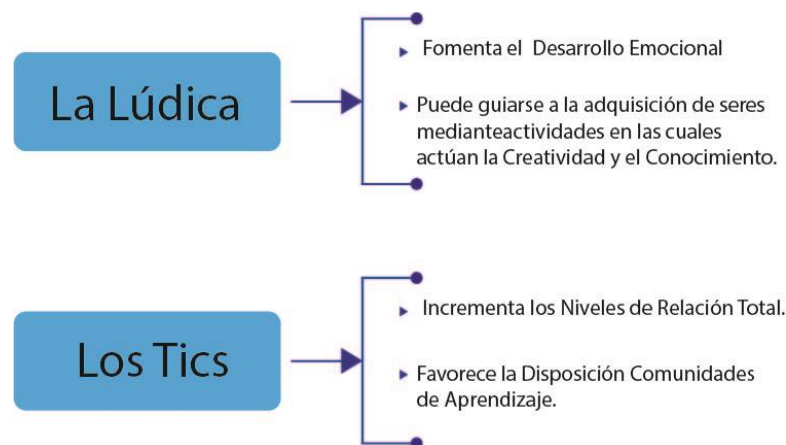 La Lúdica
Fomenta el Desarrollo Emocional
Puede guiarse a la adquisición de seres
medianteactividades en las cuales
actúan la Creatividad y el Conocimiento.
Los Tics
Incrementa los Niveles de Relación Total.
Favorece la Disposición Comunidades
de Aprendizaje.